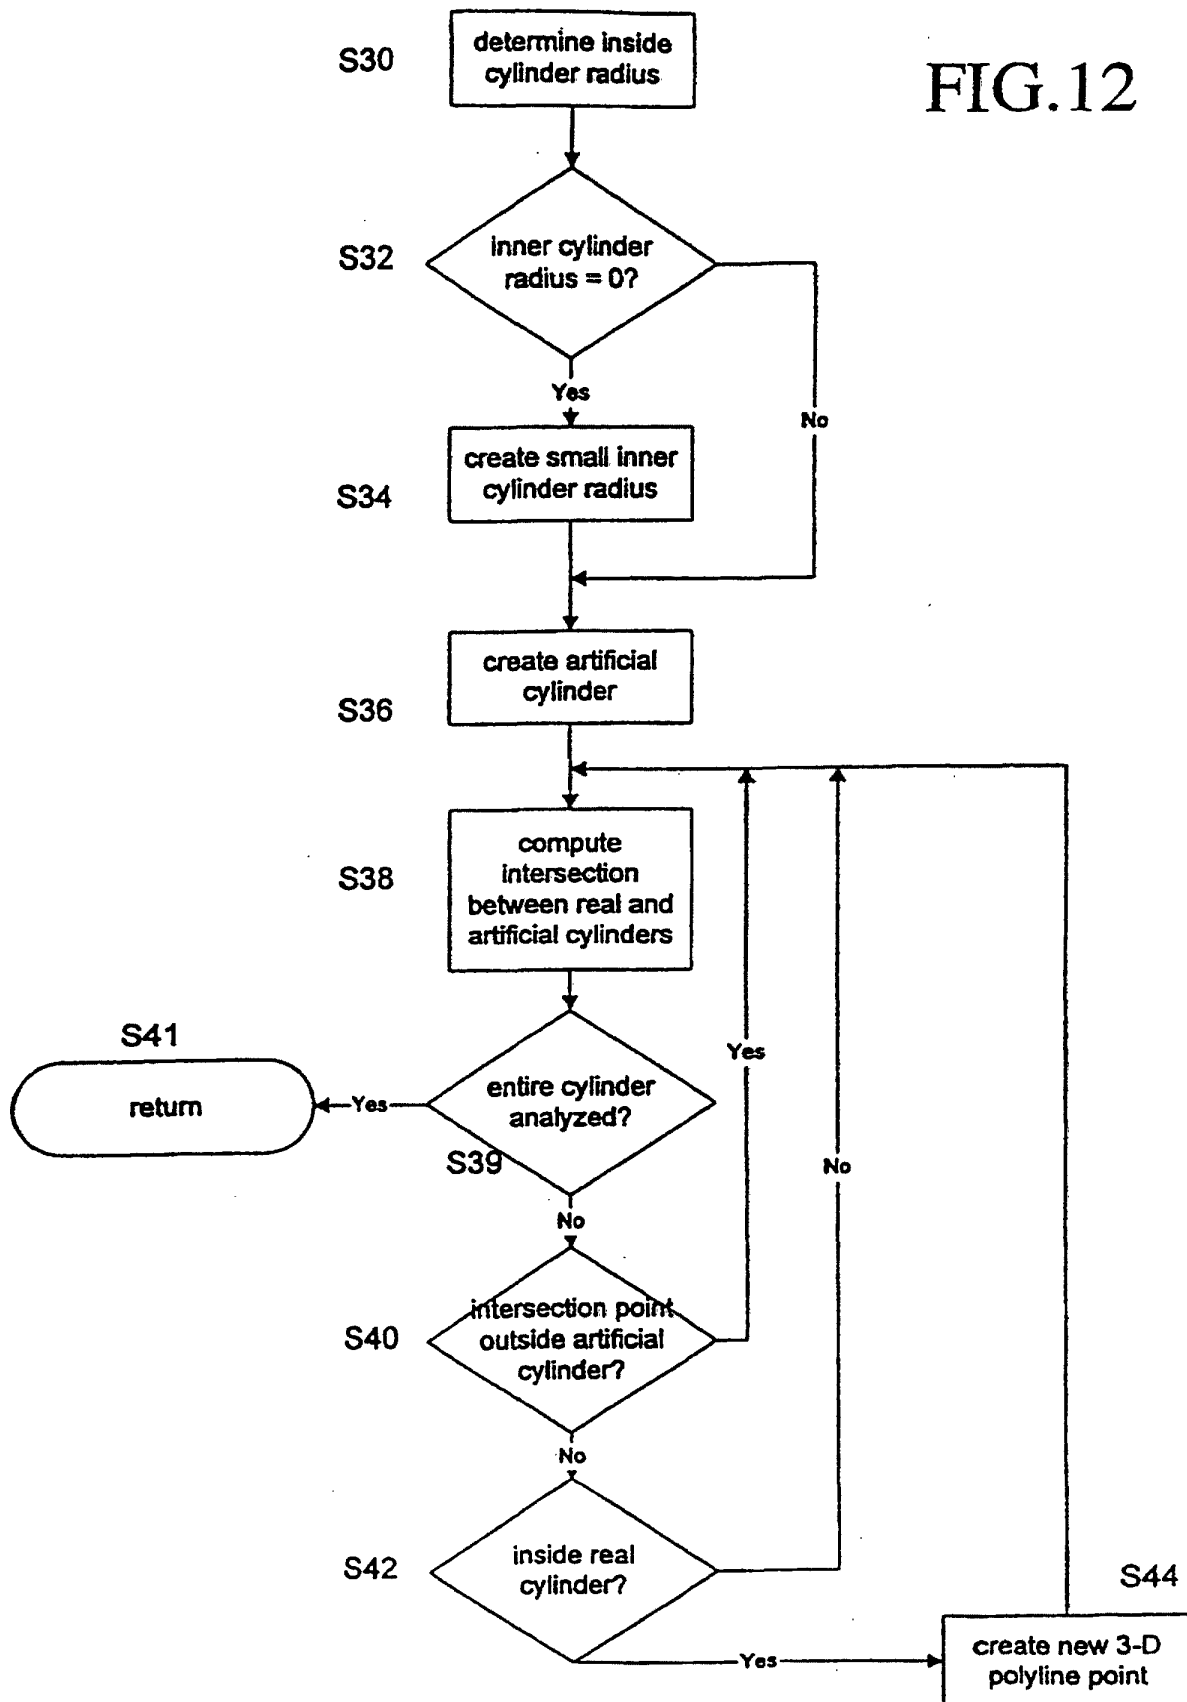 FIG.12
S30
determine inside
cylinder radius
S32
inner cylinder
radius = 0?
Yes
No
S34
create small inner
cylinder radius
S36
create artificial
cylinder
S38
compute
intersection
between real and
artificial cylinders
S41
return
Yes
entire cylinder
analyzed?
S39
Yes
No
No
S40
intersection point
outside artificial
cylinder?
No
S42
inside real
cylinder?
Yes
S44
create new 3-D
polyline point